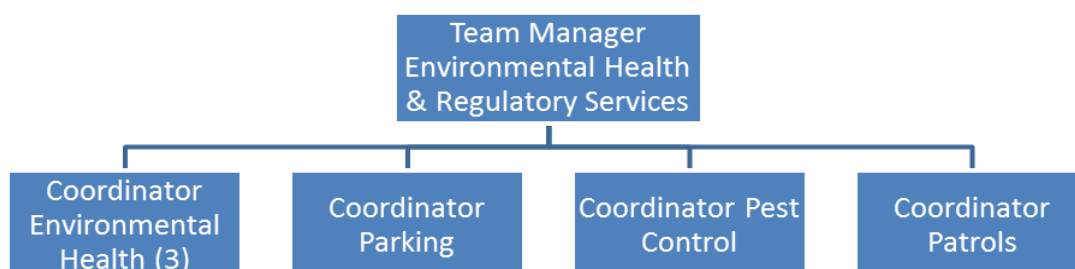 Team Manager
Environmental Health
& Regulatory Services
Coordinator
Environmental
Health (3)
Coordinator
Parking
Coordinator Pest
Control
Coordinator
Patrols